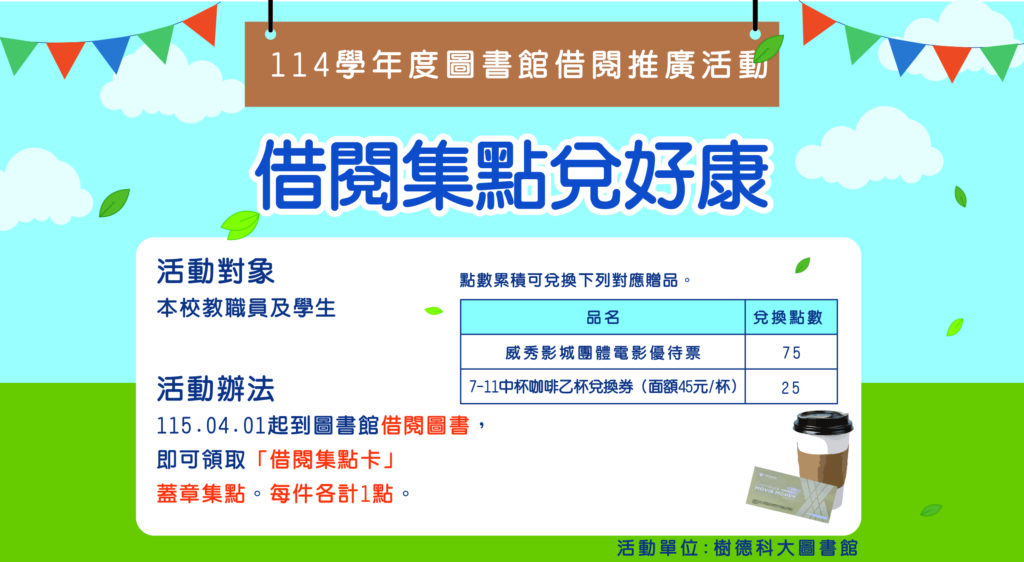 114學年度圖書館借閱推廣活動
借閱集點兌好康
活動對象
本校教職員及學生
活動辦法
115.04.01起到圖書館借閱圖書，
即可領取「借閱集點卡」
蓋章集點。每件各計1點。
點數累積可兌換下列對應贈品。
品名 兌換點數
威秀影城團體電影優待票 75
7-11中杯咖啡乙杯兌換券（面額45元/杯） 25
活動單位:樹德科大圖書館